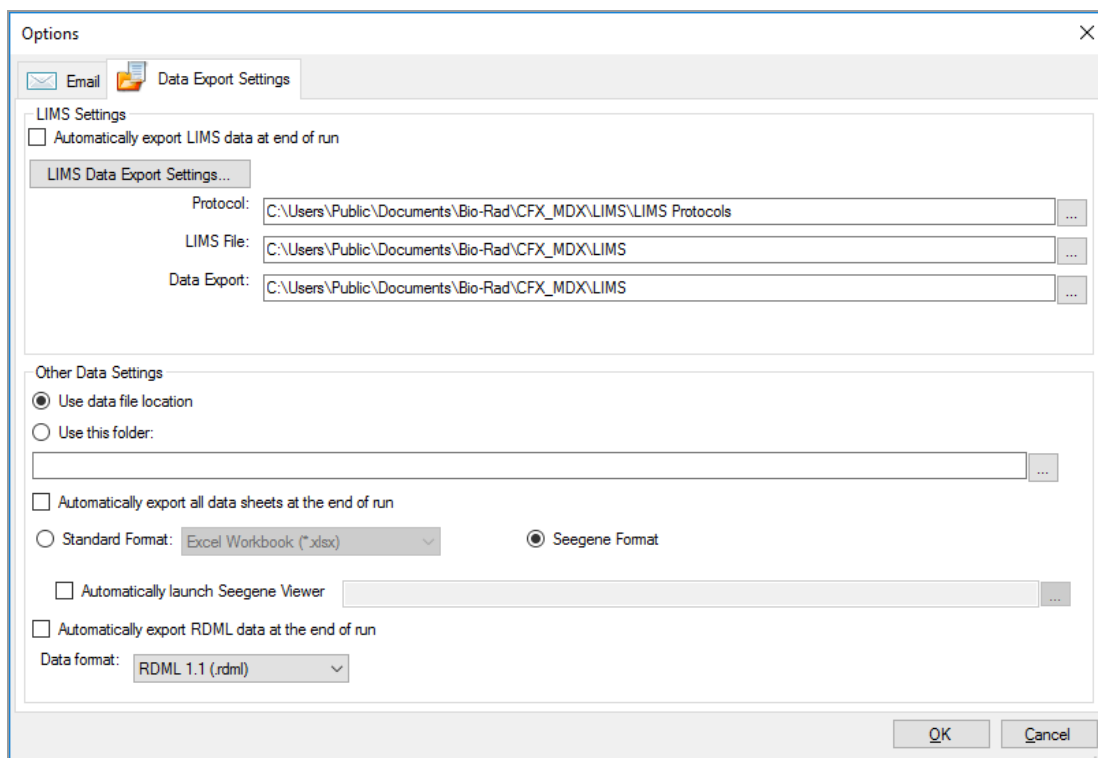 Options
Email
Data Export Settings
LIMS Settings
Automatically export LIMS data at end of run
LIMS Data Export Settings...
Protocol: C:\Users\Public\Documents\Bio-Rad\CFX_MDX\LIMS\LIMS Protocols ...
LIMS File: C:\Users\Public\Documents\Bio-Rad\CFX_MDX\LIMS ...
Data Export: C:\Users\Public\Documents\Bio-Rad\CFX_MDX\LIMS ...
Other Data Settings
Use data file location
Use this folder:
...
Automatically export all data sheets at the end of run
Standard Format: Excel Workbook (*.xlsx) Seegene Format
Automatically launch Seegene Viewer ...
Automatically export RDML data at the end of run
Data format: RDML 1.1 (.rdml)
OK Cancel